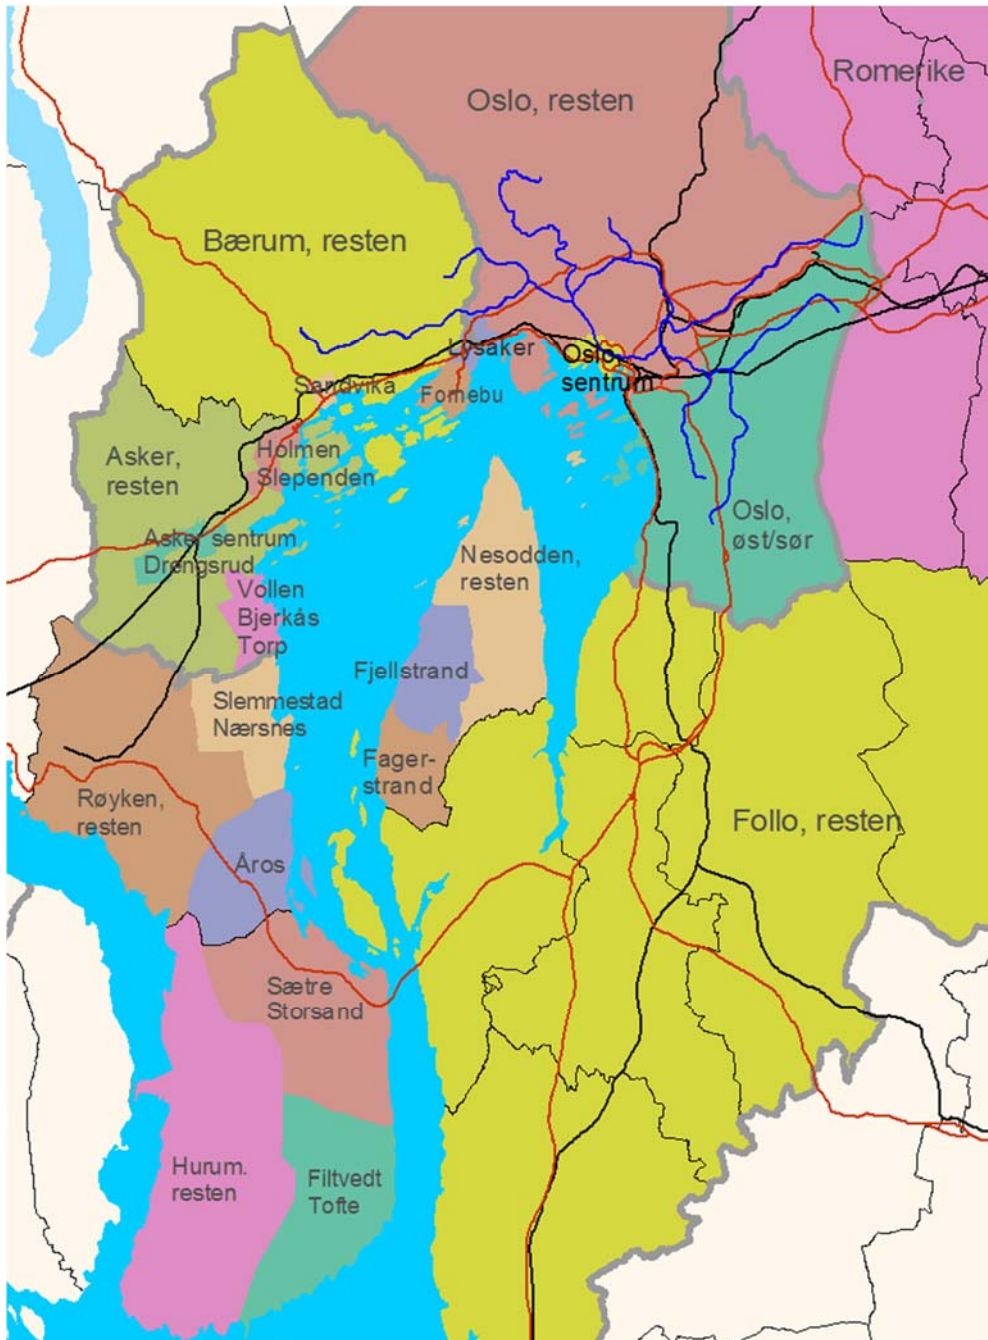 Romerike
Oslo, resten
Bærum, resten
Lysaker
Oslo,
sentrum
Sandvika
Fornebu
Asker,
resten
Holmen
Slependen
Oslo,
øst/sør
Asker sentrum
Drengsrud
Nesodden,
resten
Vollen
Bjerkås
Torp
Fjellstrand
Slemmestad
Nærsnes
Fager-
strand
Røyken,
resten
Follo, resten
Åros
Sætre
Storsand
Hurum.
resten
Filtvedt
Tofte